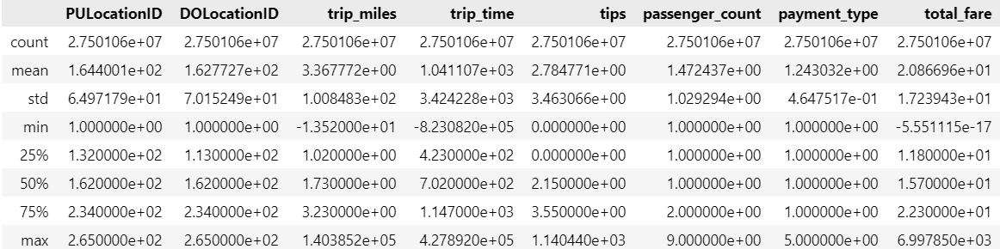 PULocationID DOLocationID trip_miles trip_time tips passenger_count payment_type total_fare
count 2.750106e+07 2.750106e+07 2.750106e+07 2.750106e+07 2.750106e+07 2.750106e+07 2.750106e+07 2.750106e+07
mean 1.644001e+02 1.627727e+02 3.367772e+00 1.041107e+03 2.784771e+00 1.472437e+00 1.243032e+00 2.086696e+01
std 6.497179e+01 7.015249e+01 1.008483e+02 3.424228e+03 3.463066e+00 1.029294e+00 4.647517e-01 1.723943e+01
min 1.000000e+00 1.000000e+00 -1.352000e+01 -8.230820e+05 0.000000e+00 1.000000e+00 1.000000e+00 -5.551115e-17
25% 1.320000e+02 1.130000e+02 1.020000e+00 4.230000e+02 0.000000e+00 1.000000e+00 1.000000e+00 1.180000e+01
50% 1.620000e+02 1.620000e+02 1.730000e+00 7.020000e+02 2.150000e+00 1.000000e+00 1.000000e+00 1.570000e+01
75% 2.340000e+02 2.340000e+02 3.230000e+00 1.147000e+03 3.550000e+00 2.000000e+00 1.000000e+00 2.230000e+01
max 2.650000e+02 2.650000e+02 1.403852e+05 4.278920e+05 1.140440e+03 9.000000e+00 5.000000e+00 6.997850e+03